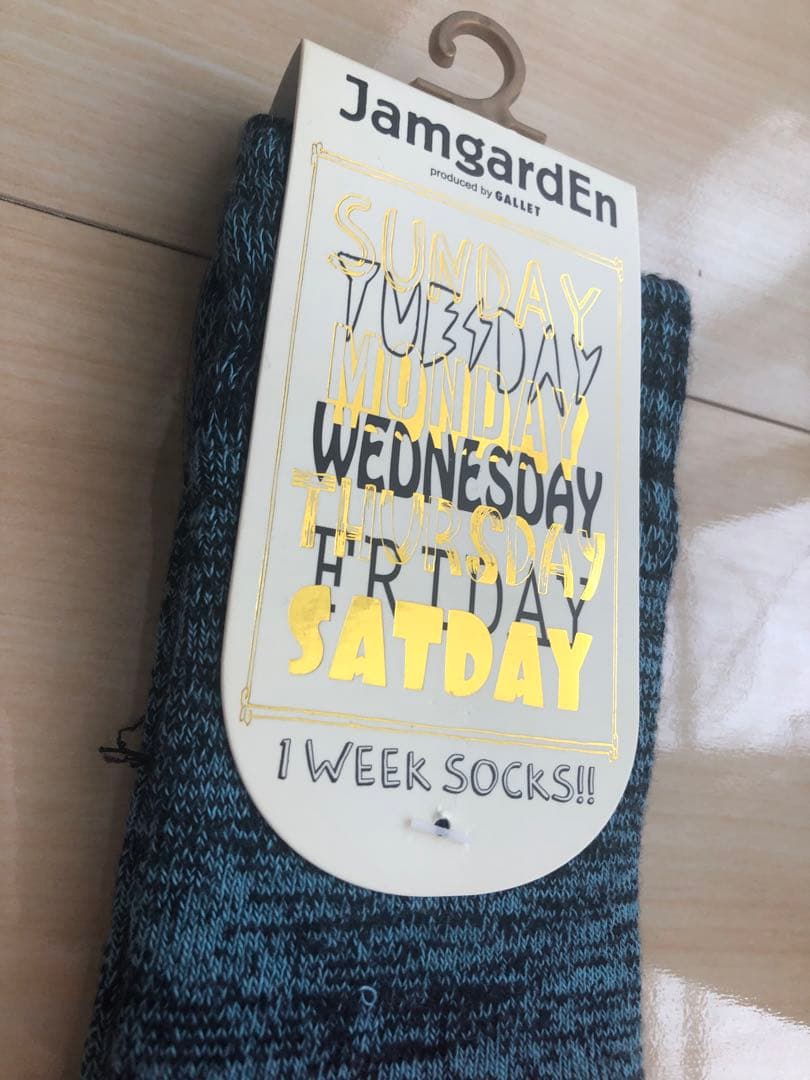 JamgardEn
produced by GALLET
SUNDAY
TUESDAY
MONDAY
WEDNESDAY
THURSDAY
FRIDAY
SATDAY
1 WEEK SOCKS!!